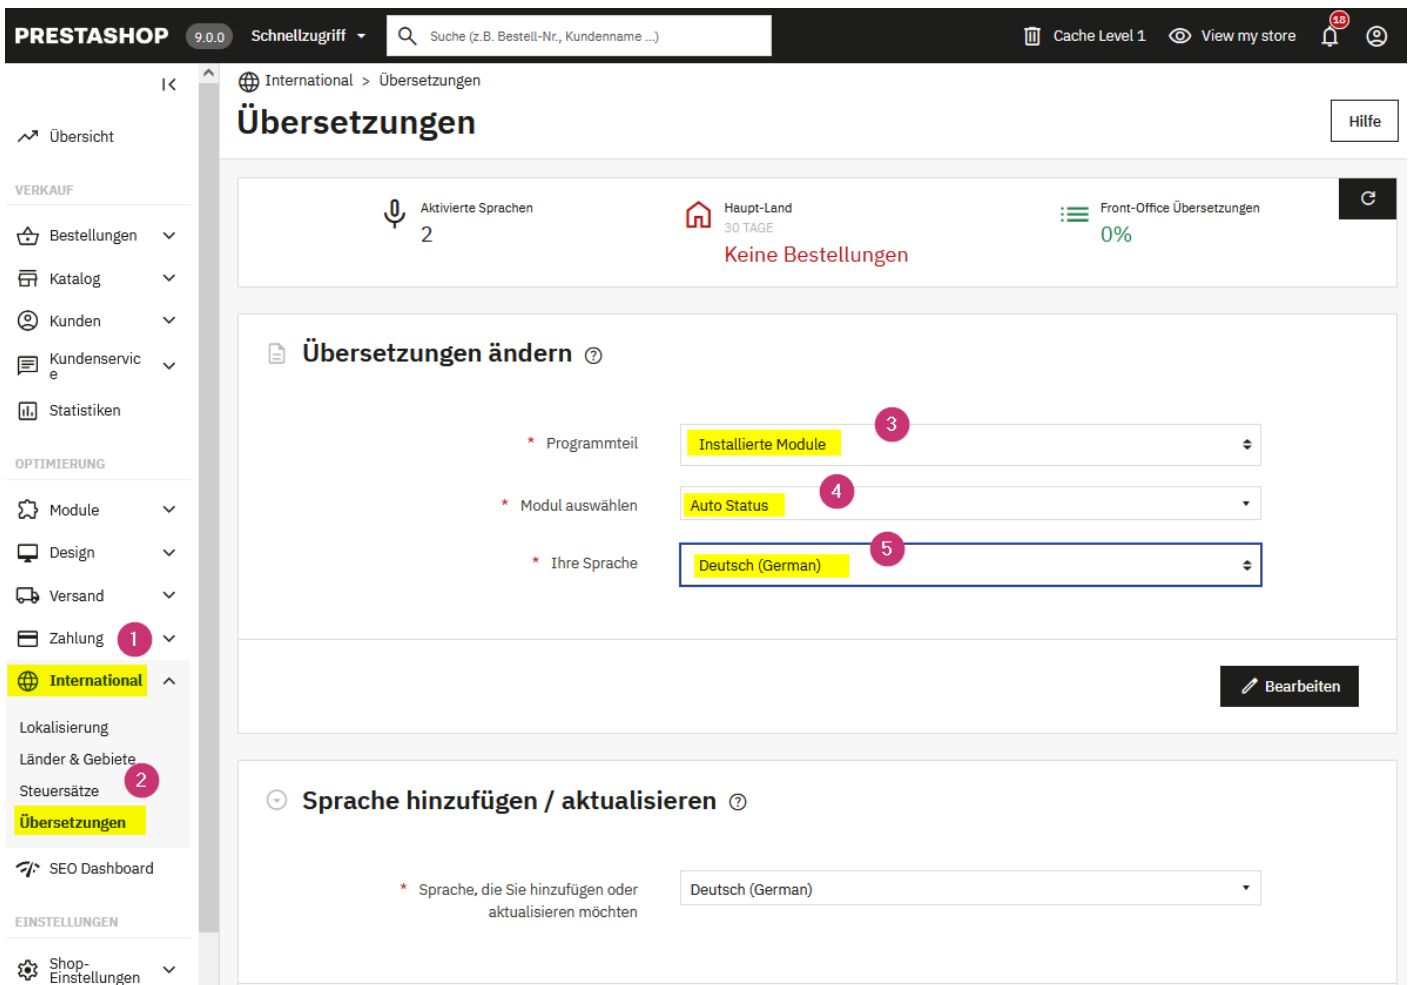 PRESTASHOP 9.0.0 Schnellzugriff Suche (z.B. Bestell-Nr., Kundenname ...) Cache Level 1 View my store 18
International > Übersetzungen
Übersetzungen
Hilfe
Übersicht
VERKAUF
Bestellungen
Katalog
Kunden
Kundenservic
e
Statistiken
OPTIMIERUNG
Module
Design
Versand
Zahlung 1
International
Lokalisierung
Länder & Gebiete
2
Steuersätze
Übersetzungen
SEO Dashboard
EINSTELLUNGEN
Shop-
Einstellungen
Aktivierte Sprachen
2
Haupt-Land
30 TAGE
Keine Bestellungen
Front-Office Übersetzungen
0%
Übersetzungen ändern ?
3
* Programmteil Installierte Module
4
* Modul auswählen Auto Status
5
* Ihre Sprache Deutsch (German)
Bearbeiten
Sprache hinzufügen / aktualisieren ?
* Sprache, die Sie hinzufügen oder
aktualisieren möchten
Deutsch (German)